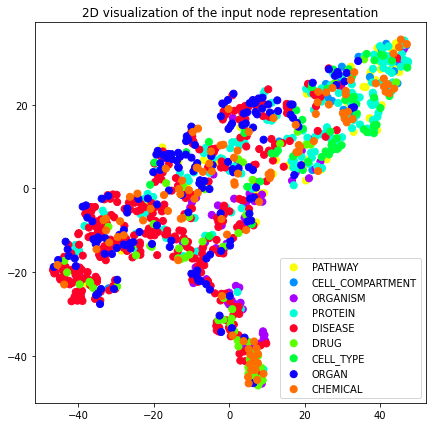 2D visualization of the input node representation
20
0
−20
−40
−40
−20
0
20
40
PATHWAY
CELL_COMPARTMENT
ORGANISM
PROTEIN
DISEASE
DRUG
CELL_TYPE
ORGAN
CHEMICAL